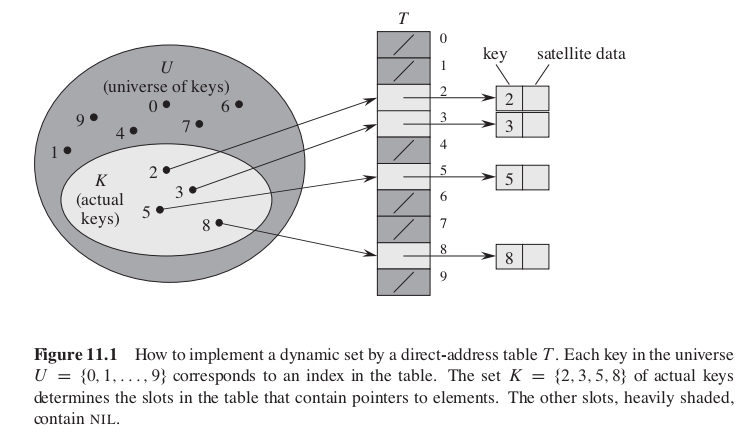 T
U
(universe of keys)
0
6
9
4
7
1
K
(actual
keys)
2
3
5
8
0
1
2
3
4
5
6
7
8
9
key
satellite data
2
3
5
8
Figure 11.1 How to implement a dynamic set by a direct-address table T. Each key in the universe
U = {0, 1, . . . , 9} corresponds to an index in the table. The set K = {2, 3, 5, 8} of actual keys
determines the slots in the table that contain pointers to elements. The other slots, heavily shaded,
contain NIL.